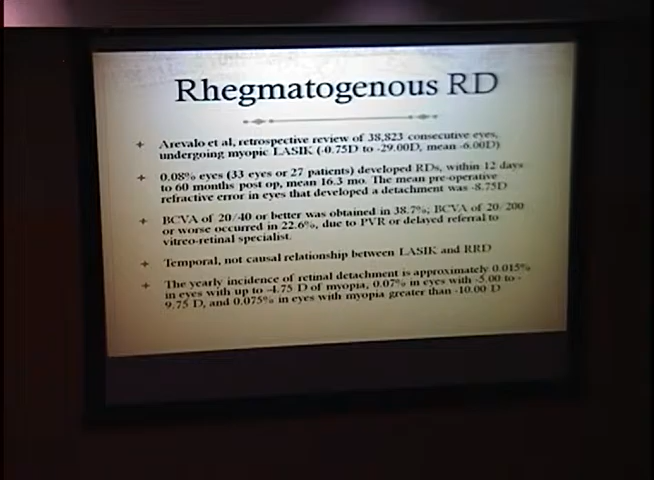 Rhegmatogenous RD
Arevalo et al, retrospective review of 38,823 consecutive eyes,
undergoing myopic LASIK (-0.75D to -29.00D, mean -6.00D)
0.08% eyes (33 eyes or 27 patients) developed RDs, within 12 days
to 60 months post op, mean 16.3 mo. The mean pre-operative
refractive error in eyes that developed a detachment was -8.75D
BCVA of 20/40 or better was obtained in 38.7%; BCVA of 20/200
or worse occurred in 22.6%, due to PVR or delayed referral to
vitreo-retinal specialist.
Temporal, not causal relationship between LASIK and RRD
The yearly incidence of retinal detachment is approximately 0.015%
in eyes with up to -4.75 D of myopia, 0.07% in eyes with -5.00 to -
9.75 D, and 0.075% in eyes with myopia greater than -10.00 D